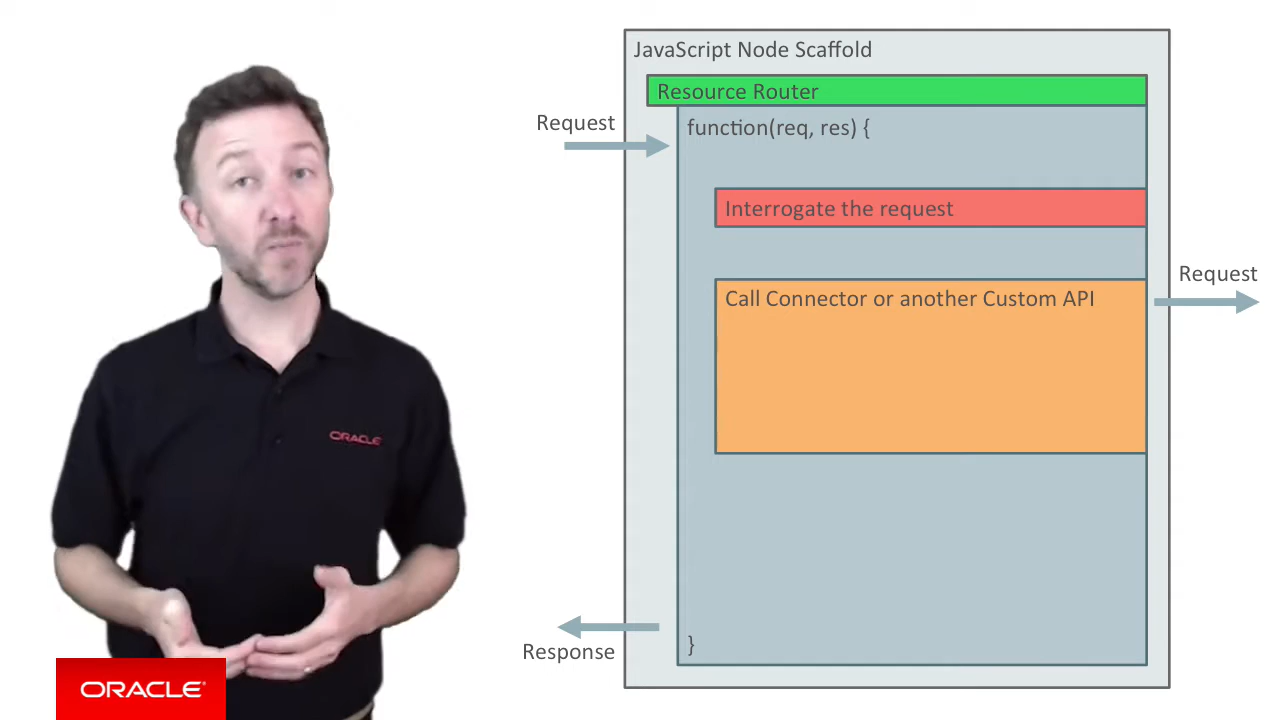 JavaScript Node Scaffold
Resource Router
Request
function(req, res) {
Interrogate the request
Request
Call Connector or another Custom API
ORACLE
}
Response
ORACLE